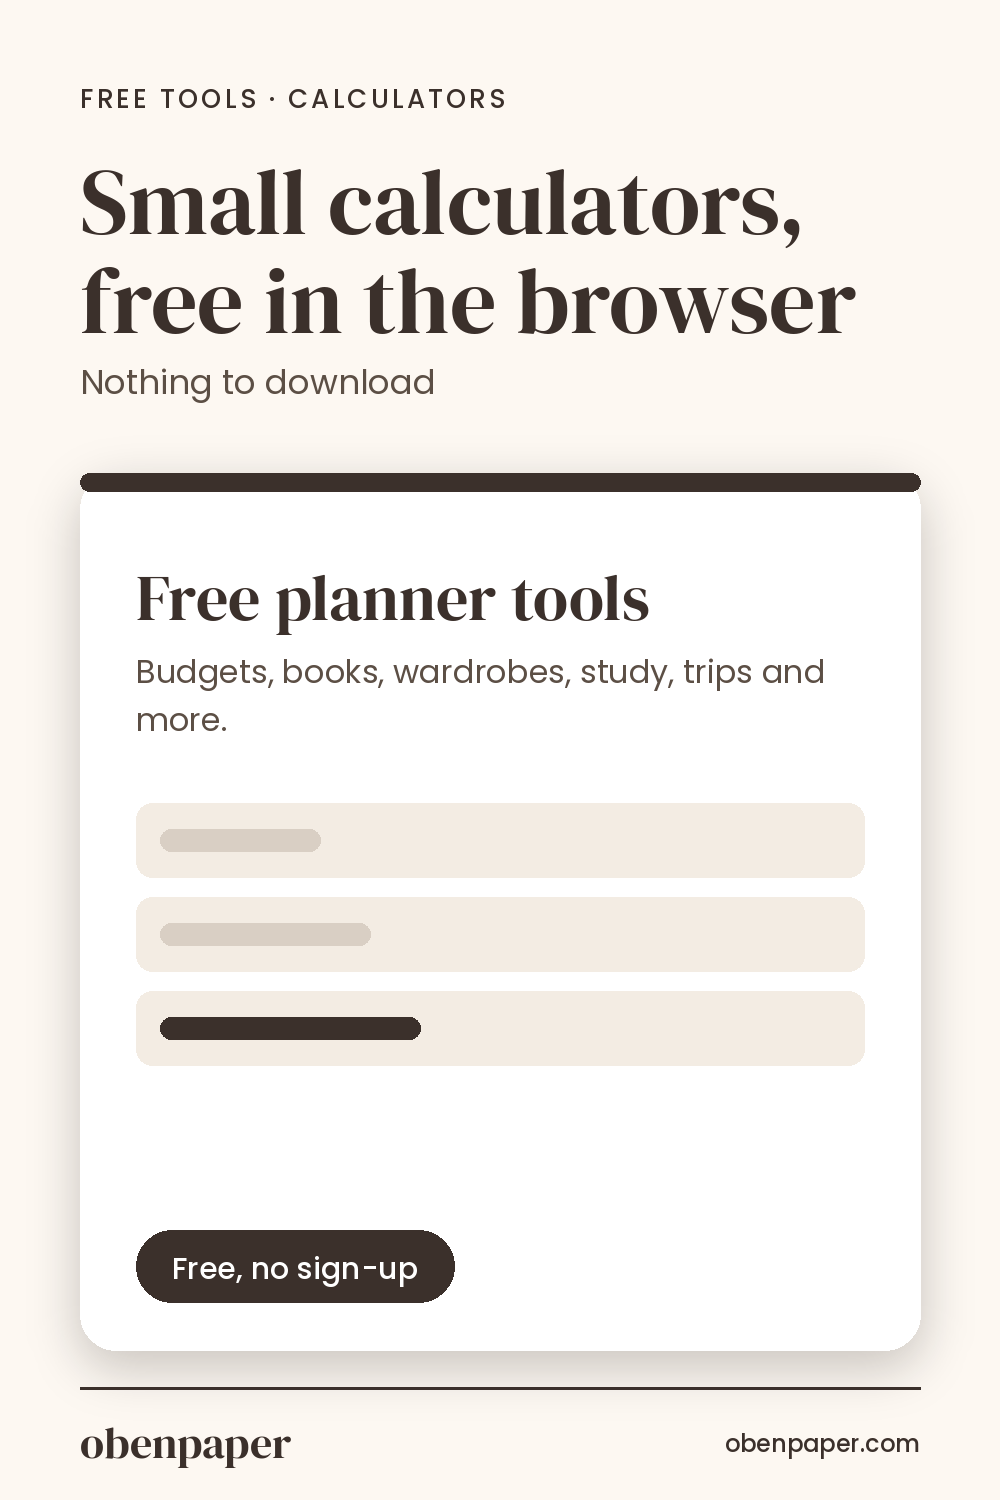 FREE TOOLS · CALCULATORS
Small calculators,
free in the browser
Nothing to download
Free planner tools
Budgets, books, wardrobes, study, trips and
more.
Free, no sign-up
obenpaper
obenpaper.com